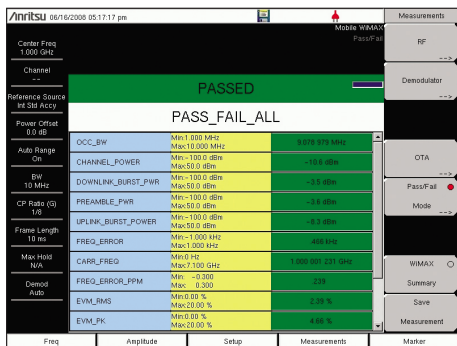 /Inritsu 06/16/2008 05:17:17 pm
Measurements
Mobile WiMAX
Pass/Fail
Center Freq
1.000 GHz
Channel
--
Reference Source
Int Std Accy
Power Offset
0.0 dB
Auto Range
On
BW
10 MHz
CP Ratio (G)
1/8
Frame Length
10 ms
Max Hold
N/A
Demod
Auto
PASSED
PASS_FAIL_ALL
OCC_BW Min:1.000 MHz Max:10.000 MHz 9.078 979 MHz
CHANNEL_POWER Min:-100.0 dBm Max:50.0 dBm -10.6 dBm
DOWNLINK_BURST_PWR Min:-100.0 dBm Max:50.0 dBm -3.5 dBm
PREAMBLE_PWR Min:-100.0 dBm Max:50.0 dBm -3.6 dBm
UPLINK_BURST_POWER Min:-100.0 dBm Max:50.0 dBm -8.3 dBm
FREQ_ERROR Min:-1.000 kHz Max:1.000 kHz
CARR_FREQ Min:0 Hz Max:7.100 GHz 1.000 001 231 GHz
FREQ_ERROR_PPM Min: -0.300 Max: 0.300
EVM_RMS Min:0.00 % Max:20.00 % 2.39 %
EVM_PK Min:0.00 % Max:20.00 % 4.66 %
RF
-->
Demodulator
-->
OTA
-->
Pass/Fail
Mode
-->
WiMAX
Summary
Save
Measurement
Freq Amplitude Setup Measurements Marker